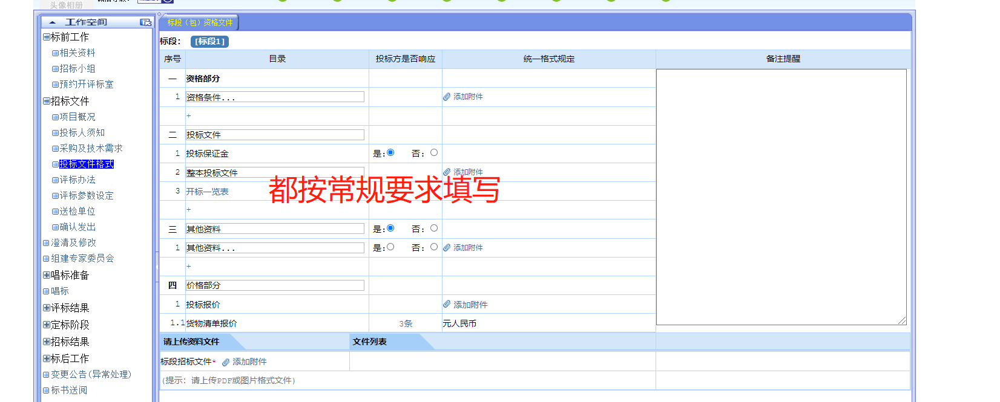 头像相册
工作空间
标前工作
相关资料
招标小组
预约开评标室
招标文件
项目概况
投标人须知
采购及技术需求
投标文件格式
评标办法
评标参数设定
送检单位
确认发出
澄清及修改
组建专家委员会
唱标准备
唱标
评标结果
定标阶段
招标结果
标后工作
变更公告(异常处理)
标书送阅
标段（包）资格文件
标段： [标段1]
序号 目录 投标方是否响应 统一格式规定 备注提醒
一 资格部分
1 资格条件... 添加附件
+
二 投标文件
1 投标保证金 是: 否:
2 整本投标文件 添加附件
3 开标一览表
都按常规要求填写
+
三 其他资料 是: 否:
1 其他资料... 是: 否: 添加附件
+
四 价格部分
1 投标报价 添加附件
1.1 货物清单报价 3条 元人民币
请上传资料文件 文件列表
标段招标文件* 添加附件
(提示：请上传PDF或图片格式文件)